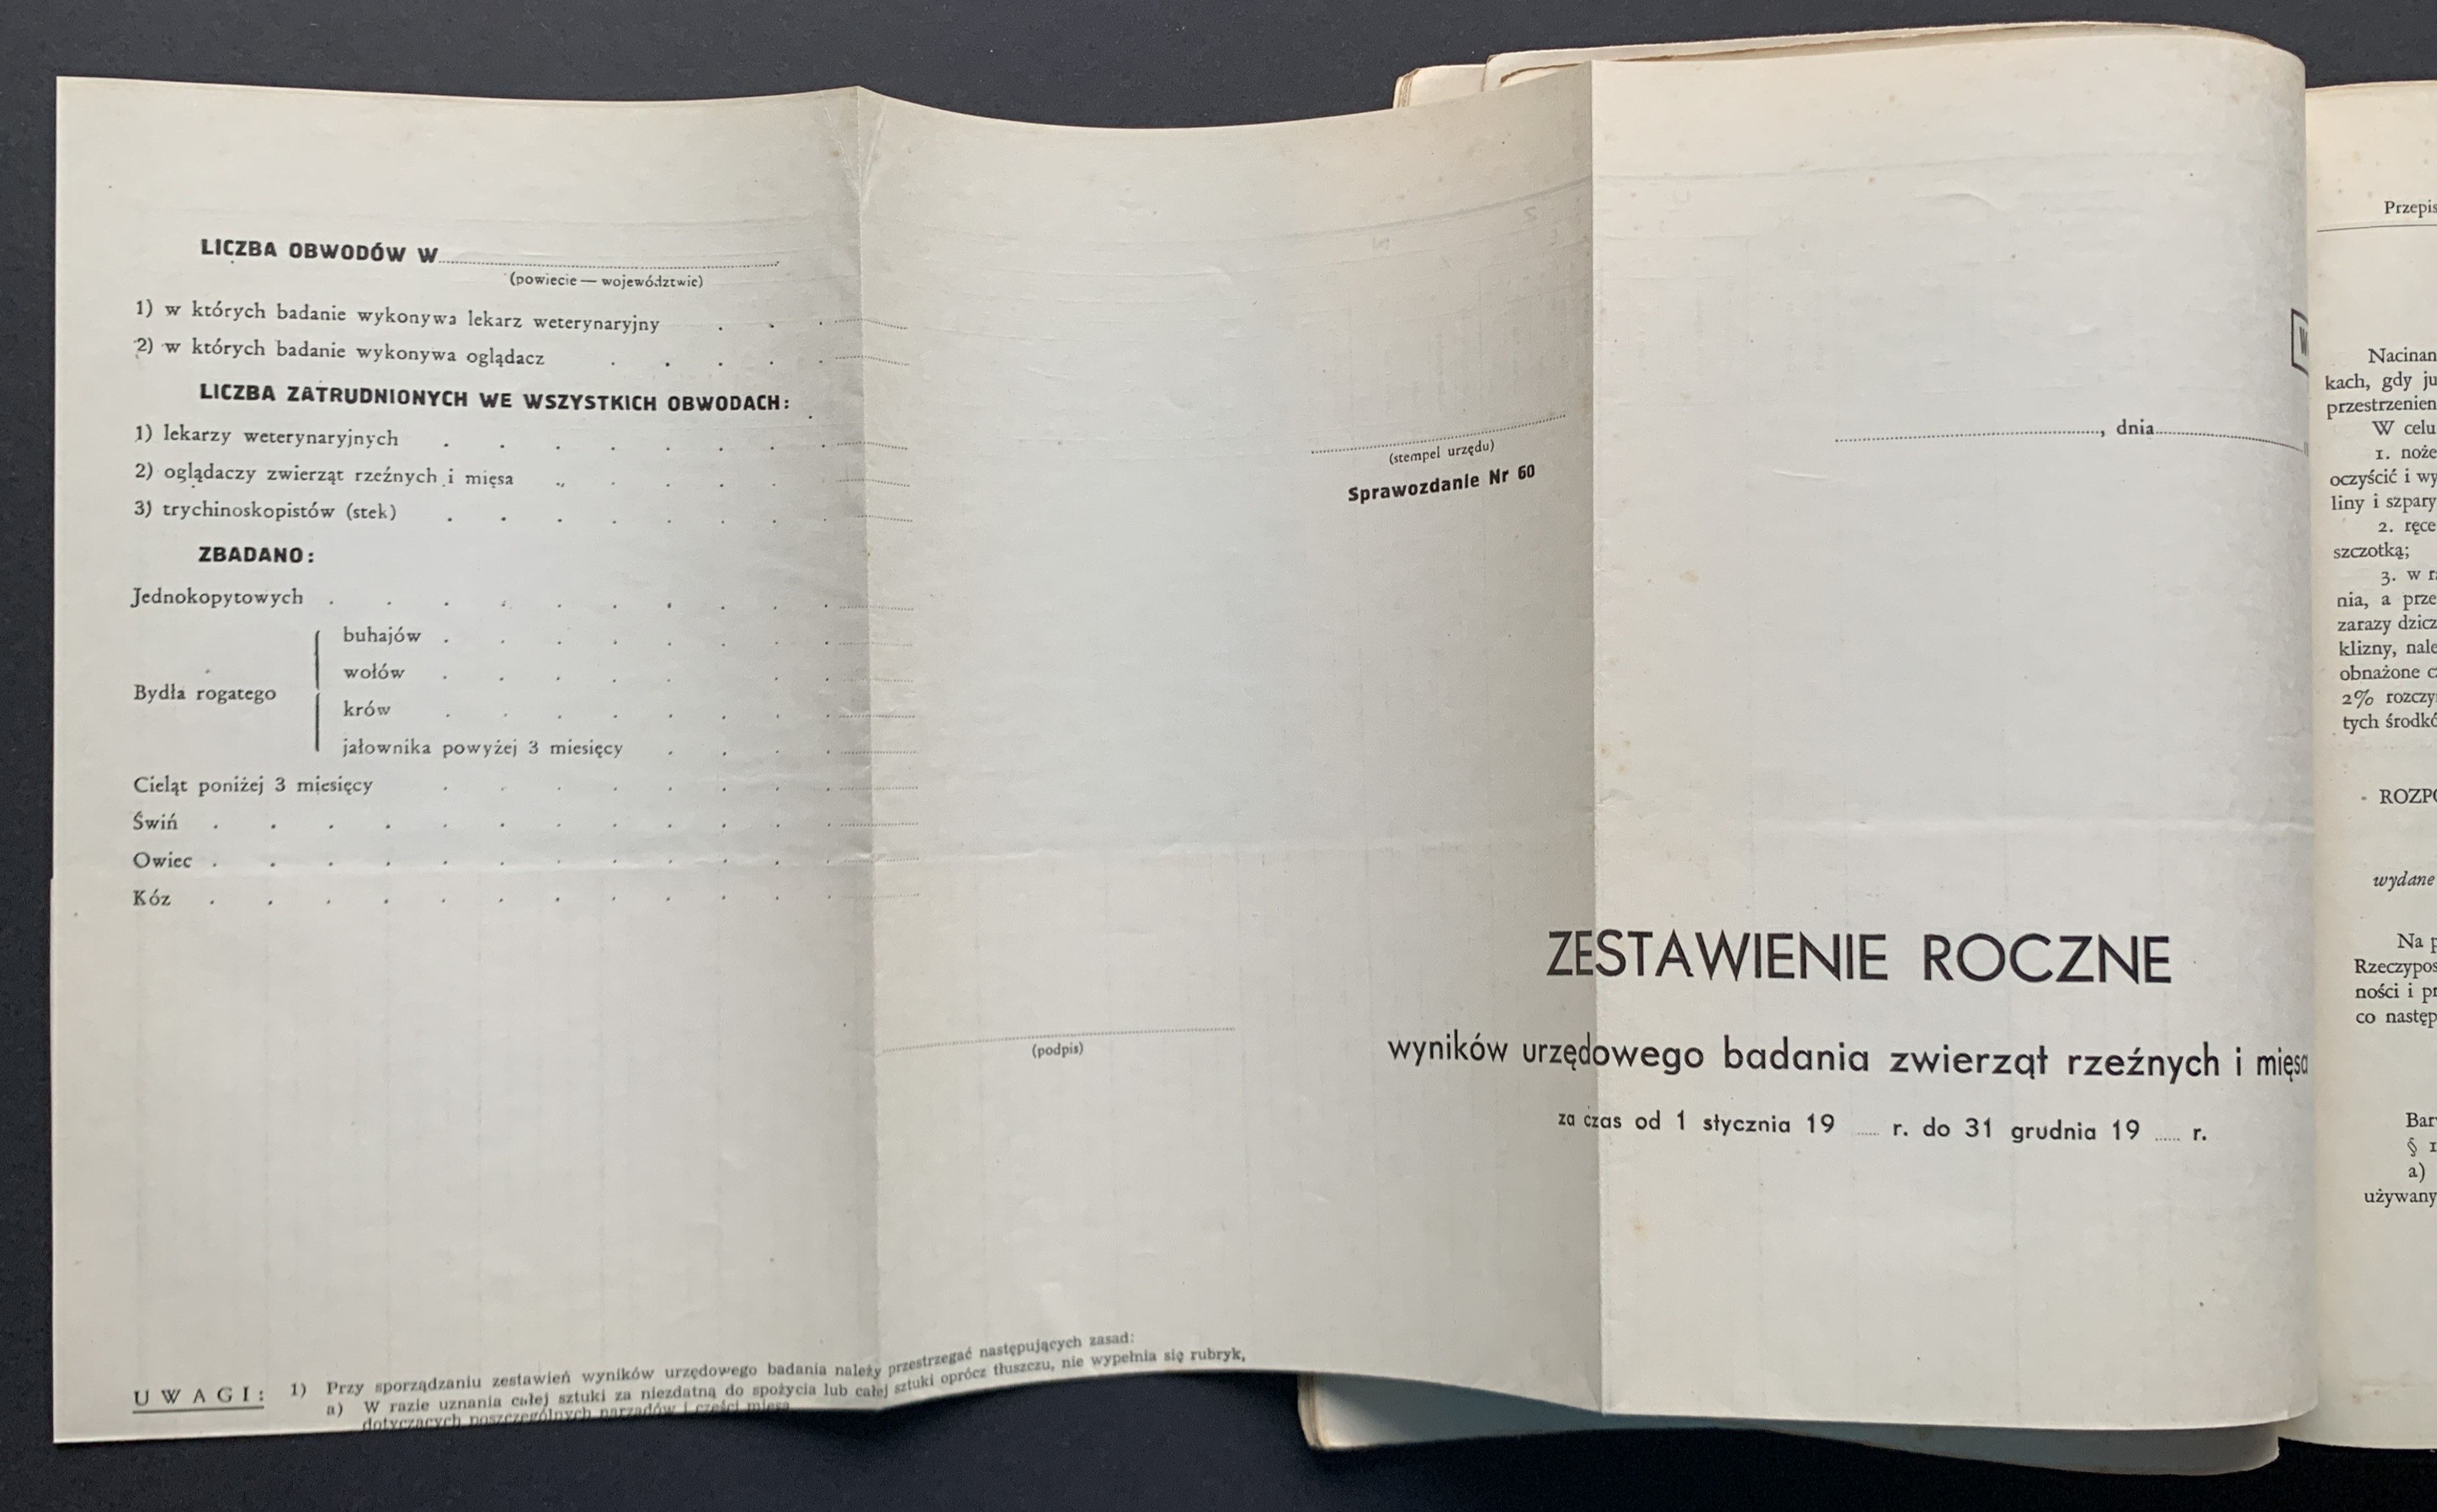 LICZBA OBWODÓW W
(powiecie — województwie)
1) w których badanie wykonywa lekarz weterynaryjny
2) w których badanie wykonywa oglądacz
LICZBA ZATRUDNIONYCH WE WSZYSTKICH OBWODACH:
1) lekarzy weterynaryjnych
2) oglądaczy zwierząt rzeźnych i mięsa
3) trychinoskopistów (stek)
ZBADANO:
Jednokopytowych
Bydła rogatego
buhajów
wołów
krów
jałownika powyżej 3 miesięcy
Cieląt poniżej 3 miesięcy
Świń
Owiec
Kóz
(podpis)
UWAGI: 1) Przy sporządzaniu zestawień wyników urzędowego badania należy przestrzegać następujących zasad:
a) W razie uznania całej sztuki za niezdatną do spożycia lub całej sztuki oprócz tłuszczu, nie wypełnia się rubryk,
dotyczących poszczególnych narządów i części mięsa
(stempel urzędu)
Sprawozdanie Nr 60
, dnia
ZESTAWIENIE ROCZNE
wyników urzędowego badania zwierząt rzeźnych i mięsa
za czas od 1 stycznia 19 ..... r. do 31 grudnia 19 ..... r.
Przepis
Nacinan
kach, gdy ju
przestrzenien
W celu
1. noże
oczyścić i wy
liny i szpary
2. ręce
szczotką;
3. w r
nia, a prze
zarazy dzicz
klizny, nale
obnażone c
2% rozczy
tych środkó
ROZPO
wydane
Na p
Rzeczypos
ności i pr
co następ
Bar
§ 1
a)
używany